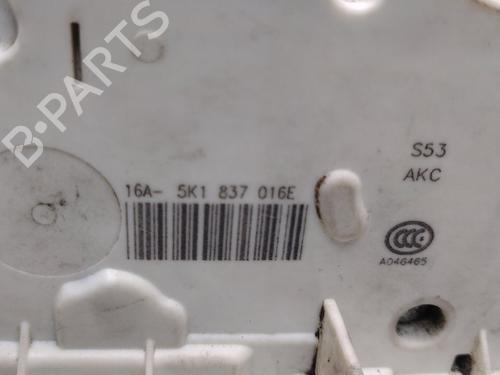 B-PARTS
S53
AKC
16A- 5K1 837 016E
CCC
A046465